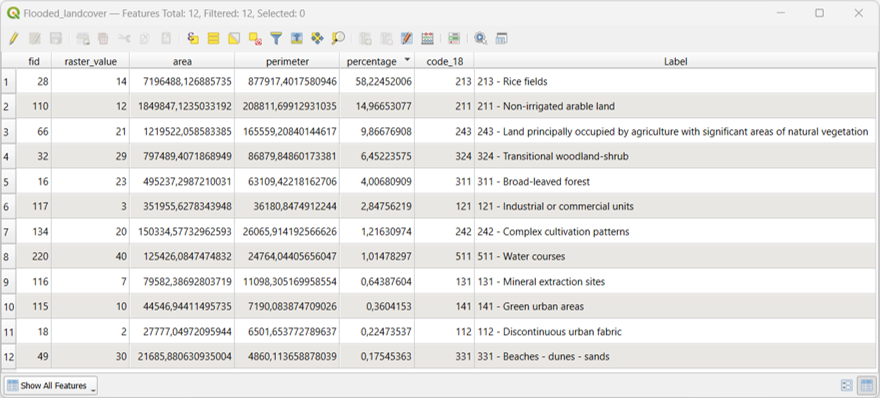 Flooded_landcover — Features Total: 12, Filtered: 12, Selected: 0
fid raster_value area perimeter percentage code_18 Label
1 28 14 7196488,126885735 877917,4017580946 58,22452006 213 213 - Rice fields
2 110 12 1849847,1235033192 208811,69912931035 14,96653077 211 211 - Non-irrigated arable land
3 66 21 1219522,058583385 165559,20840144617 9,86676908 243 243 - Land principally occupied by agriculture with significant areas of natural vegetation
4 32 29 797489,4071868949 86879,84860173381 6,45223575 324 324 - Transitional woodland-shrub
5 16 23 495237,2987210031 63109,42218162706 4,00680909 311 311 - Broad-leaved forest
6 117 3 351955,6278343948 36180,8474912244 2,84756219 121 121 - Industrial or commercial units
7 134 20 150334,57732962593 26065,914192566626 1,21630974 242 242 - Complex cultivation patterns
8 220 40 125426,0847474832 24764,04405656047 1,01478297 511 511 - Water courses
9 116 7 79582,38692803719 11098,305169958554 0,64387604 131 131 - Mineral extraction sites
10 115 10 44546,94411495735 7190,083874709026 0,3604153 141 141 - Green urban areas
11 18 2 27777,04972095944 6501,653772789637 0,22473537 112 112 - Discontinuous urban fabric
12 49 30 21685,880630935004 4860,113658878039 0,17545363 331 331 - Beaches - dunes - sands
Show All Features